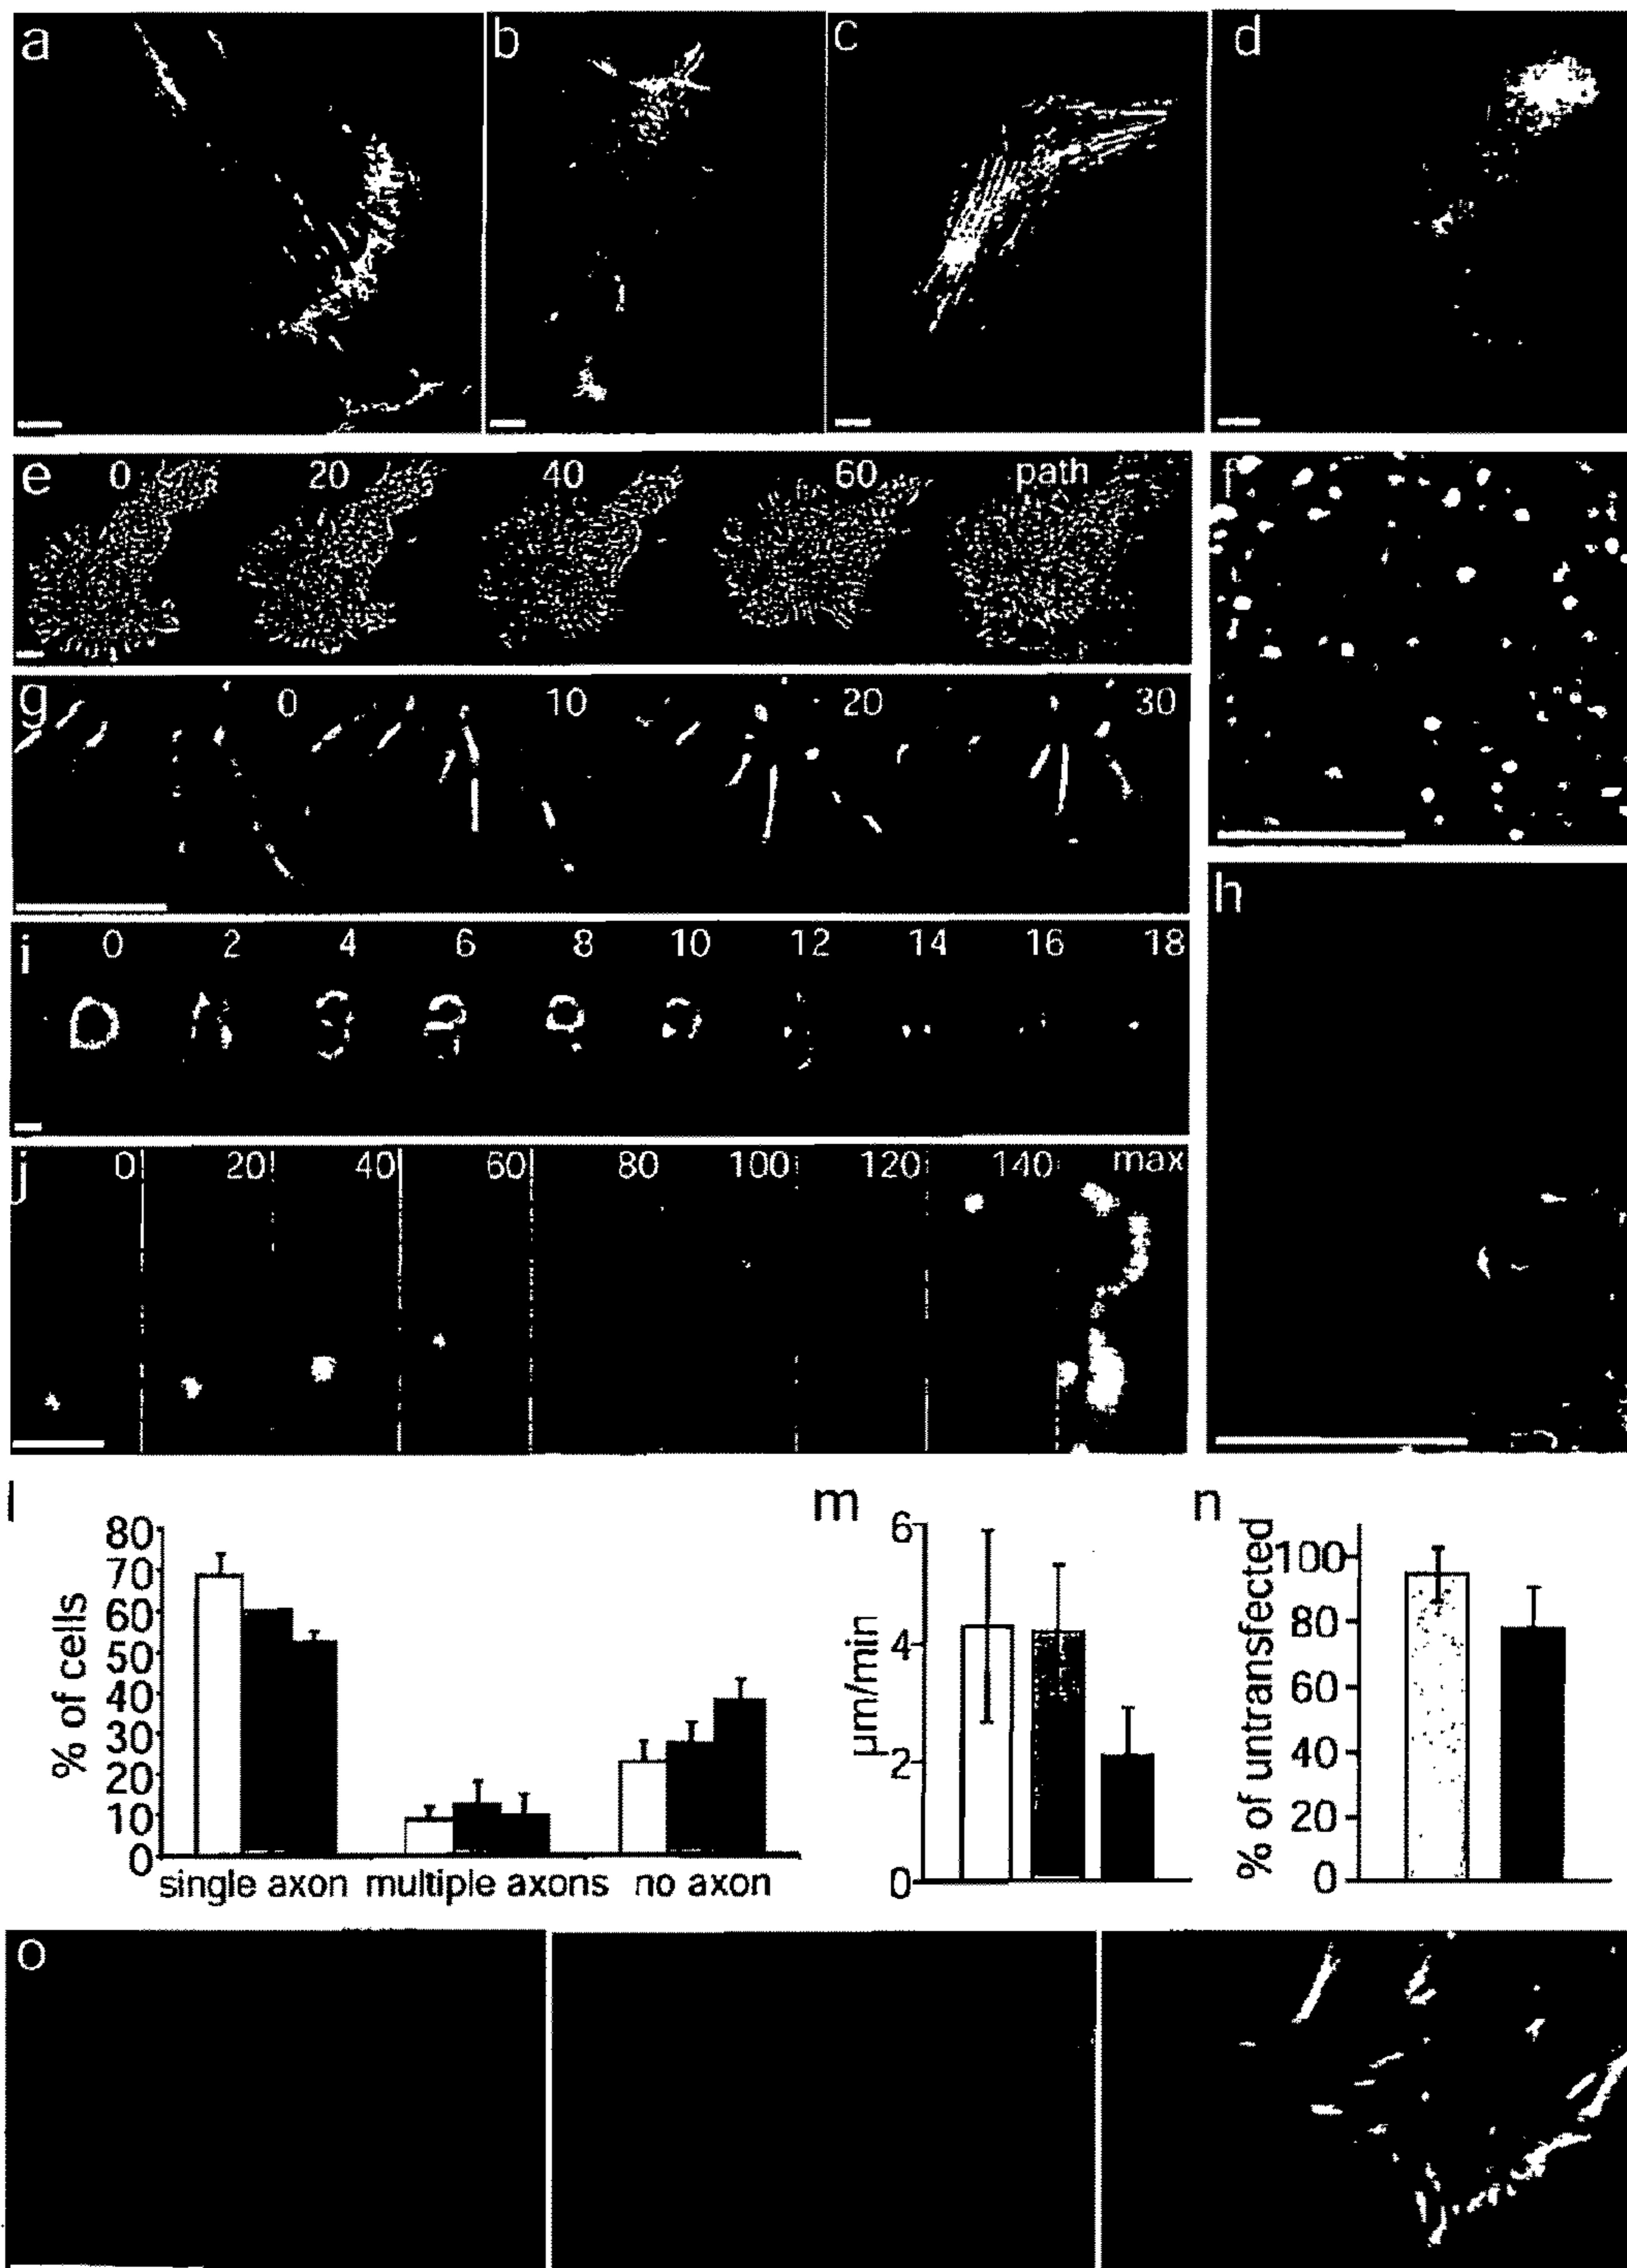 a b c d
e 0 20 40 60 path f
g 0 10 20 30
h
i 0 2 4 6 8 10 12 14 16 18
j 0 20 40 60 80 100 120 140 max
l
80
70
60
50
40
30
20
10
0
% of cells
single axon multiple axons no axon
m
6
4
2
0
µm/min
n
100
80
60
40
20
0
% of untransfected
o